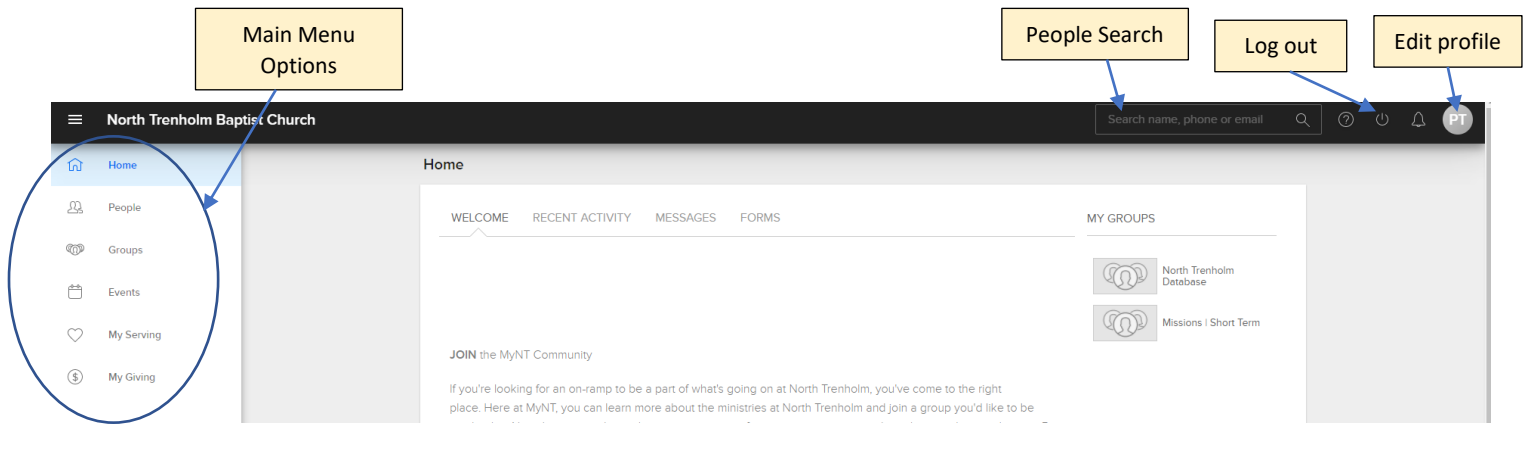 Main Menu
Options
People Search
Log out
Edit profile
North Trenholm Baptist Church
Search name, phone or email
PT
Home
People
Groups
Events
My Serving
My Giving
Home
WELCOME RECENT ACTIVITY MESSAGES FORMS
MY GROUPS
North Trenholm
Database
Missions | Short Term
JOIN the MyNT Community
If you're looking for an on-ramp to be a part of what's going on at North Trenholm, you've come to the right
place. Here at MyNT, you can learn more about the ministries at North Trenholm and join a group you'd like to be